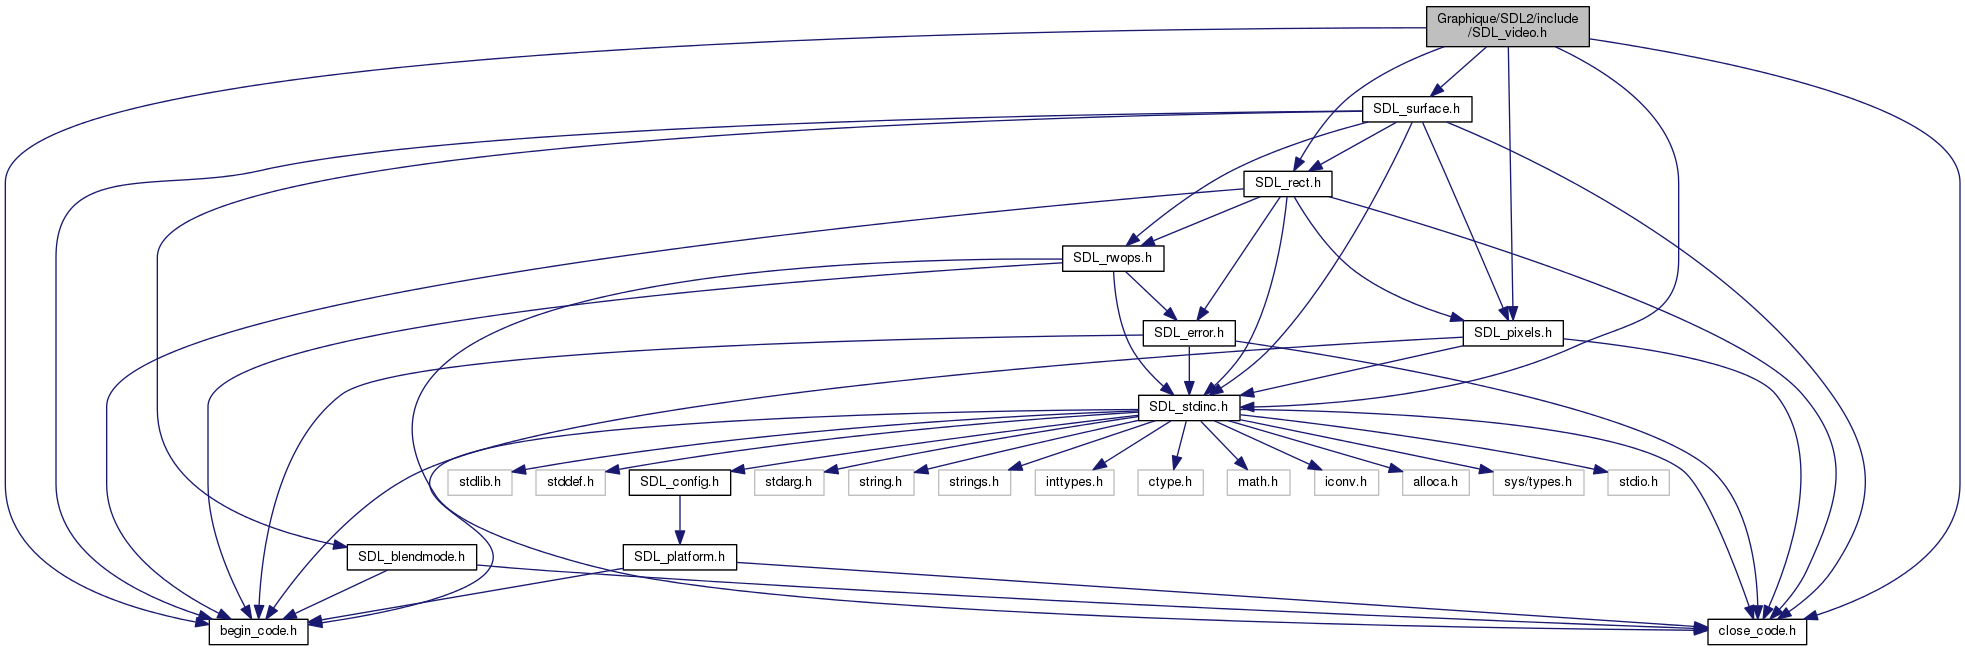 Graphique/SDL2/include
/SDL_video.h
SDL_surface.h
SDL_rect.h
SDL_rwops.h
SDL_error.h
SDL_pixels.h
SDL_stdinc.h
stdlib.h
stddef.h
SDL_config.h
stdarg.h
string.h
strings.h
inttypes.h
ctype.h
math.h
iconv.h
alloca.h
sys/types.h
stdio.h
SDL_blendmode.h
SDL_platform.h
begin_code.h
close_code.h